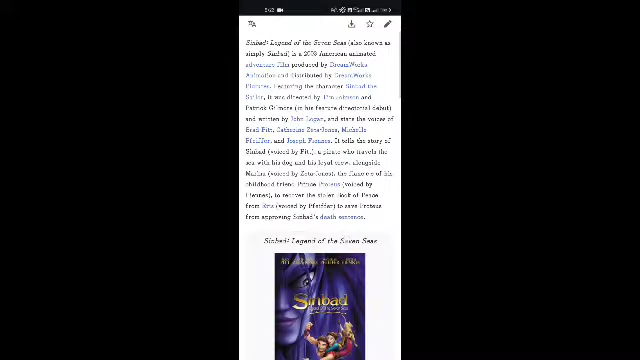 Sinbad: Legend of the Seven Seas (also known as
simply Sinbad) is a 2003 American animated
adventure film produced by DreamWorks
Animation and distributed by DreamWorks
Pictures. Featuring the character Sinbad the
Sailor, it was directed by Tim Johnson and
Patrick Gilmore (in his feature directorial debut)
and written by John Logan, and stars the voices of
Brad Pitt, Catherine Zeta-Jones, Michelle
Pfeiffer, and Joseph Fiennes. It tells the story of
Sinbad (voiced by Pitt), a pirate who travels the
sea with his dog and his loyal crew, alongside
Marina (voiced by Zeta-Jones), the fiancée of his
childhood friend Prince Proteus (voiced by
Fiennes), to recover the stolen Book of Peace
from Eris (voiced by Pfeiffer) to save Proteus
from approving Sinbad's death sentence.
Sinbad: Legend of the Seven Seas
Sinbad
Legend of the Seven Seas